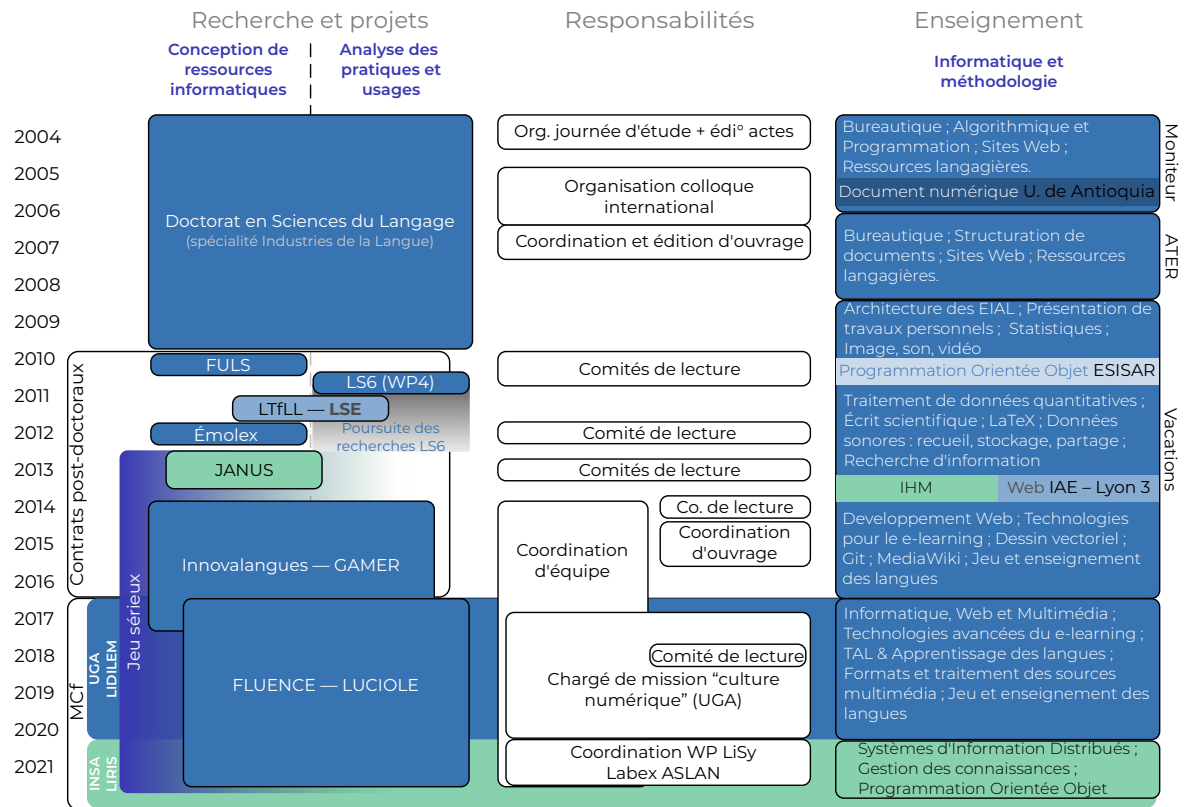 Recherche et projets
Responsabilités
Enseignement
Conception de
ressources
informatiques
Analyse des
pratiques et
usages
Informatique et
méthodologie
2004
2005
2006
2007
2008
2009
2010
2011
2012
2013
2014
2015
2016
2017
2018
2019
2020
2021
Contrats post-doctoraux
MCf
UGA
LIDILEM
INSA
LIRIS
Jeu sérieux
Doctorat en Sciences du Langage
(spécialité Industries de la Langue)
FULS
LS6 (WP4)
LTfLL — LSE
Émolex
Poursuite des
recherches LS6
JANUS
Innovalangues — GAMER
FLUENCE — LUCIOLE
Org. journée d'étude + édi° actes
Organisation colloque
international
Coordination et édition d'ouvrage
Comités de lecture
Comité de lecture
Comités de lecture
Co. de lecture
Coordination
d'ouvrage
Coordination
d'équipe
Comité de lecture
Chargé de mission “culture
numérique” (UGA)
Coordination WP LiSy
Labex ASLAN
Bureautique ; Algorithmique et
Programmation ; Sites Web ;
Ressources langagières.
Document numérique U. de Antioquia
Moniteur
Bureautique ; Structuration de
documents ; Sites Web ; Ressources
langagières.
ATER
Architecture des EIAL ; Présentation de
travaux personnels ; Statistiques ;
Image, son, vidéo
Programmation Orientée Objet ESISAR
Traitement de données quantitatives ;
Écrit scientifique ; LaTeX ; Données
sonores : recueil, stockage, partage ;
Recherche d'information
IHM
Web IAE – Lyon 3
Developpement Web ; Technologies
pour le e-learning ; Dessin vectoriel ;
Git ; MediaWiki ; Jeu et enseignement
des langues
Vacations
Informatique, Web et Multimédia ;
Technologies avancées du e-learning ;
TAL & Apprentissage des langues ;
Formats et traitement des sources
multimédia ; Jeu et enseignement des
langues
Systèmes d'Information Distribués ;
Gestion des connaissances ;
Programmation Orientée Objet